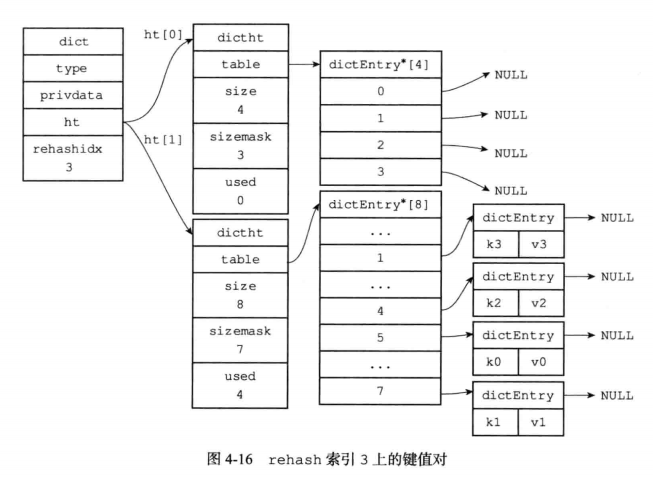 dict
type
privdata
ht
rehashidx
3
ht[0]
ht[1]
dictht
table
size
4
sizemask
3
used
0
dictEntry*[4]
0
1
2
3
NULL
NULL
NULL
NULL
dictht
table
size
8
sizemask
7
used
4
dictEntry*[8]
...
1
...
4
5
...
7
dictEntry
k3 v3
NULL
dictEntry
k2 v2
NULL
dictEntry
k0 v0
NULL
dictEntry
k1 v1
NULL
图 4-16 rehash 索引 3 上的键值对